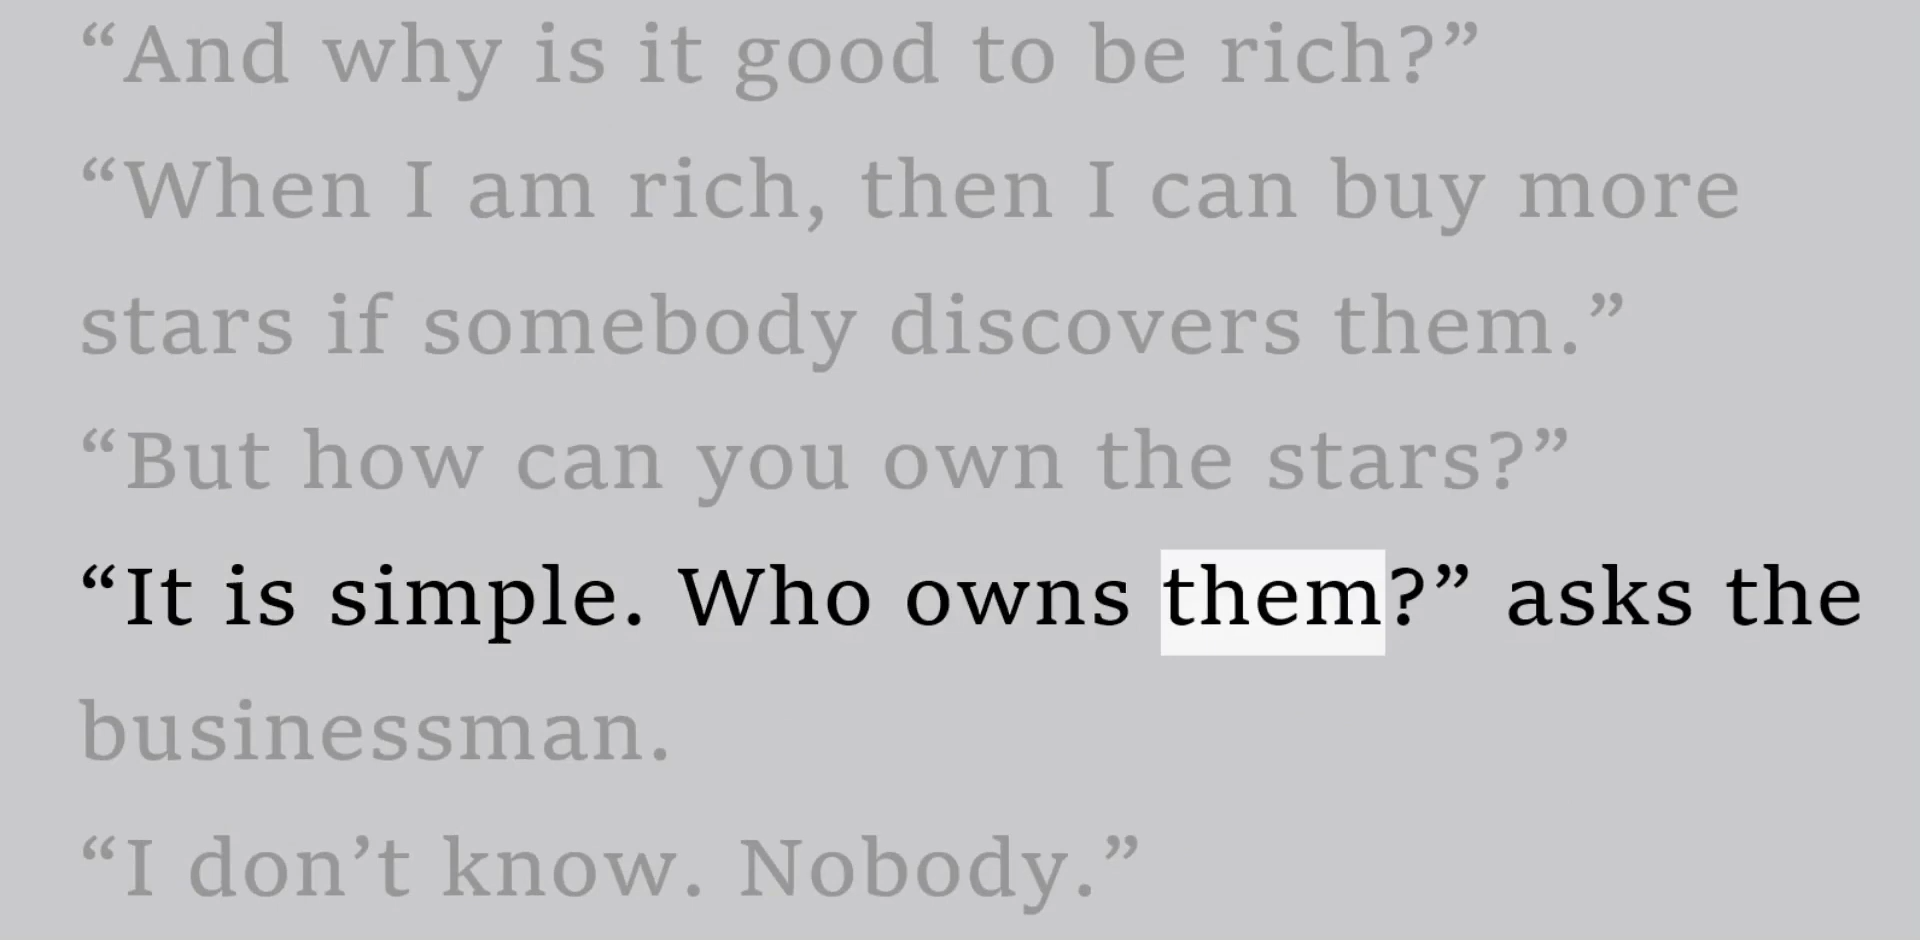 “And why is it good to be rich?”
“When I am rich, then I can buy more
stars if somebody discovers them.”
“But how can you own the stars?”
“It is simple. Who owns them?” asks the
businessman.
“I don’t know. Nobody.”